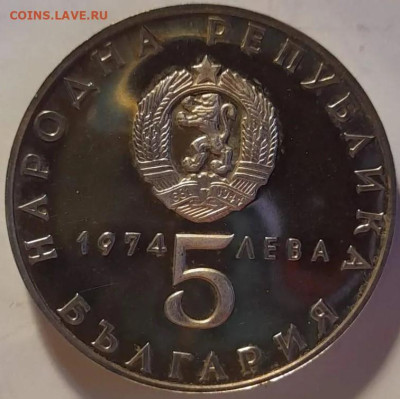 COINS.LAVE.RU
НАРОДНА РЕПУБЛИКА
1974 ЛЕВА
5
БЪЛГАРИЯ